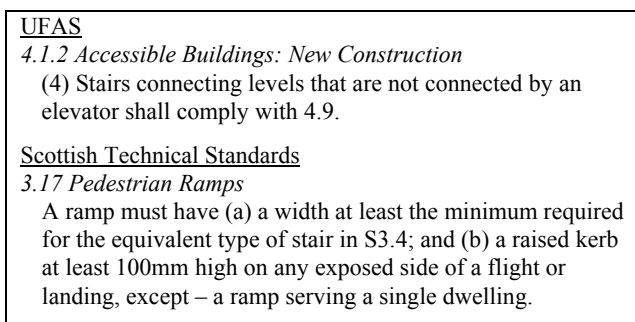 UFAS
4.1.2 Accessible Buildings: New Construction
(4) Stairs connecting levels that are not connected by an
elevator shall comply with 4.9.
Scottish Technical Standards
3.17 Pedestrian Ramps
A ramp must have (a) a width at least the minimum required
for the equivalent type of stair in S3.4; and (b) a raised kerb
at least 100mm high on any exposed side of a flight or
landing, except – a ramp serving a single dwelling.